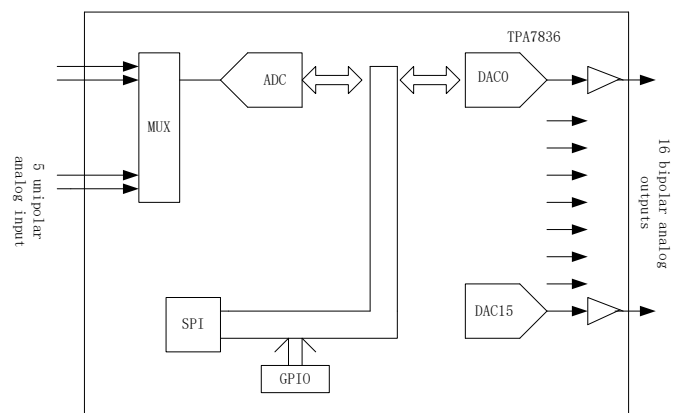 TPA7836
ADC
DAC0
MUX
5 unipolar
analog input
16 bipolar analog
outputs
SPI
DAC15
GPIO